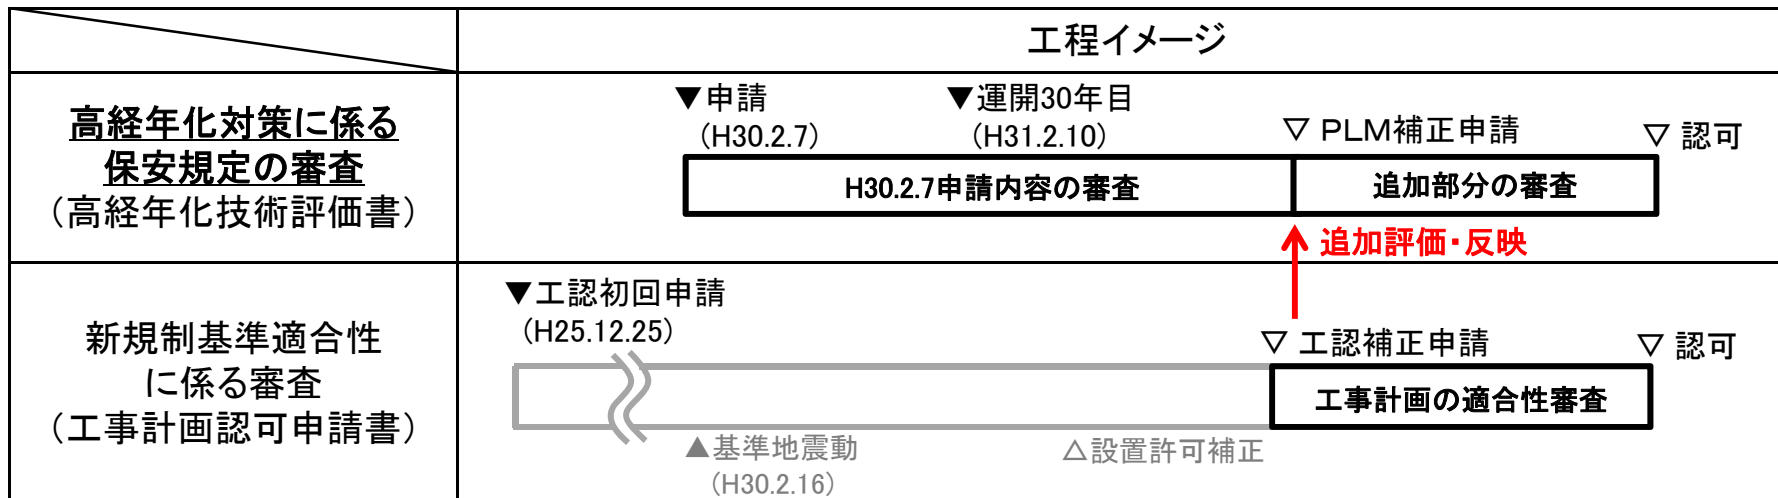 工程イメージ
高経年化対策に係る
保安規定の審査
（高経年化技術評価書）
▼申請
（H30.2.7）
▼運開30年目
（H31.2.10）
▽ PLM補正申請
▽ 認可
H30.2.7申請内容の審査
追加部分の審査
追加評価・反映
新規制基準適合性
に係る審査
（工事計画認可申請書）
▼工認初回申請
（H25.12.25）
▽ 工認補正申請
▽ 認可
工事計画の適合性審査
▲基準地震動
（H30.2.16）
△設置許可補正